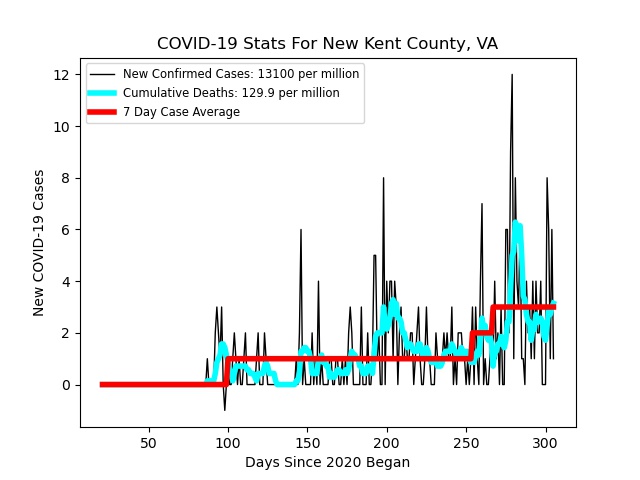 COVID-19 Stats For New Kent County, VA
New Confirmed Cases: 13100 per million
Cumulative Deaths: 129.9 per million
7 Day Case Average
12
10
8
6
4
2
0
New COVID-19 Cases
50 100 150 200 250 300
Days Since 2020 Began